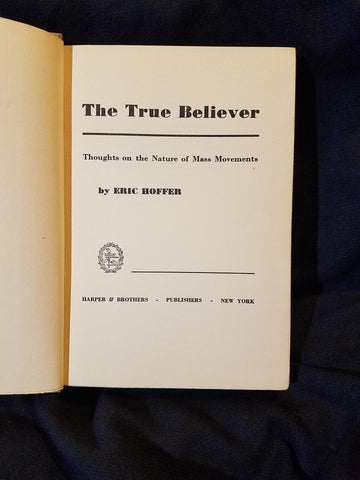 The True Believer
Thoughts on the Nature of Mass Movements
by ERIC HOFFER
HARPER & BROTHERS - PUBLISHERS - NEW YORK